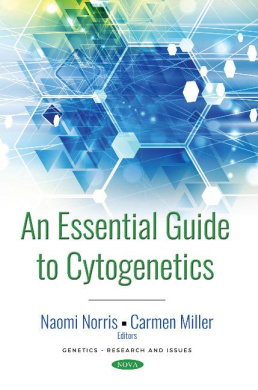 An Essential Guide
to Cytogenetics
Naomi Norris ▪ Carmen Miller
Editors
GENETICS - RESEARCH AND ISSUES
NOVA